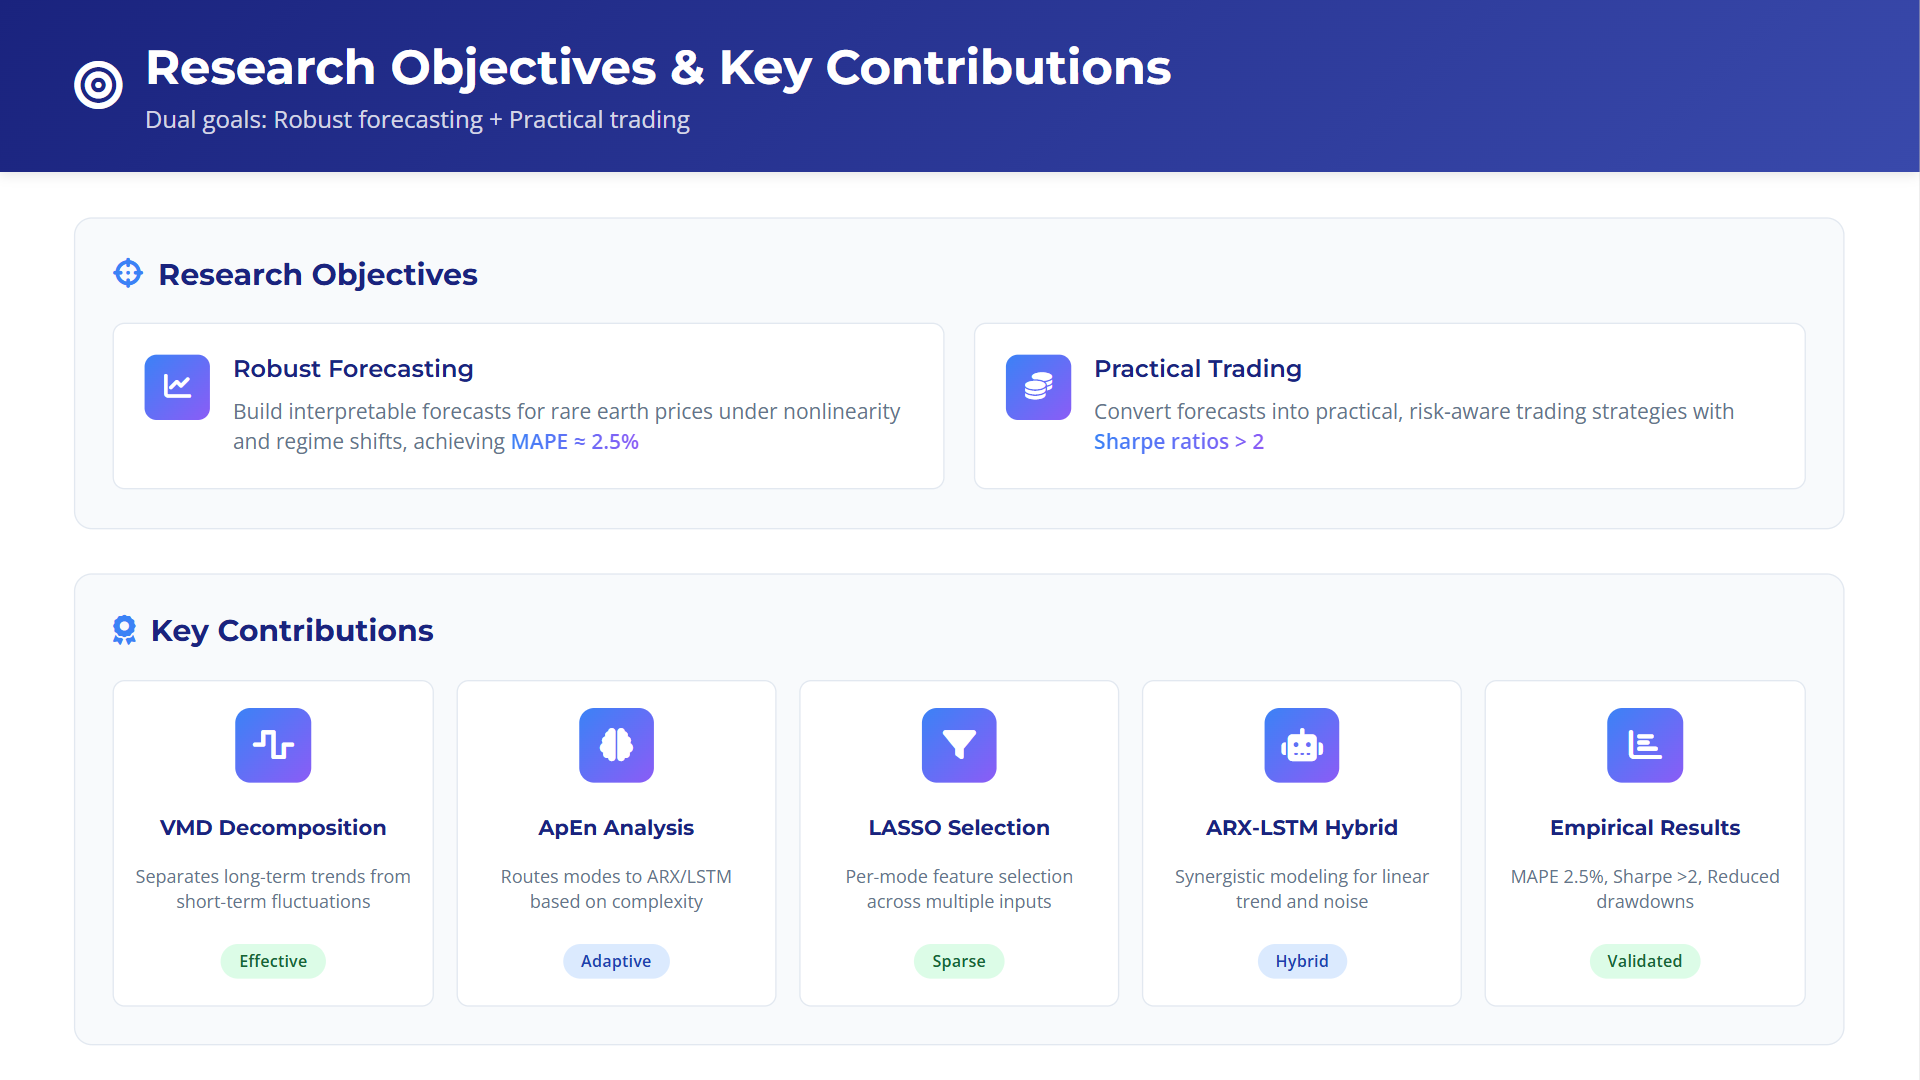 Research Objectives & Key Contributions
Dual goals: Robust forecasting + Practical trading
Research Objectives
Robust Forecasting
Build interpretable forecasts for rare earth prices under nonlinearity
and regime shifts, achieving MAPE ≈ 2.5%
Practical Trading
Convert forecasts into practical, risk-aware trading strategies with
Sharpe ratios > 2
Key Contributions
VMD Decomposition
Separates long-term trends from
short-term fluctuations
Effective
ApEn Analysis
Routes modes to ARX/LSTM
based on complexity
Adaptive
LASSO Selection
Per-mode feature selection
across multiple inputs
Sparse
ARX-LSTM Hybrid
Synergistic modeling for linear
trend and noise
Hybrid
Empirical Results
MAPE 2.5%, Sharpe >2, Reduced
drawdowns
Validated